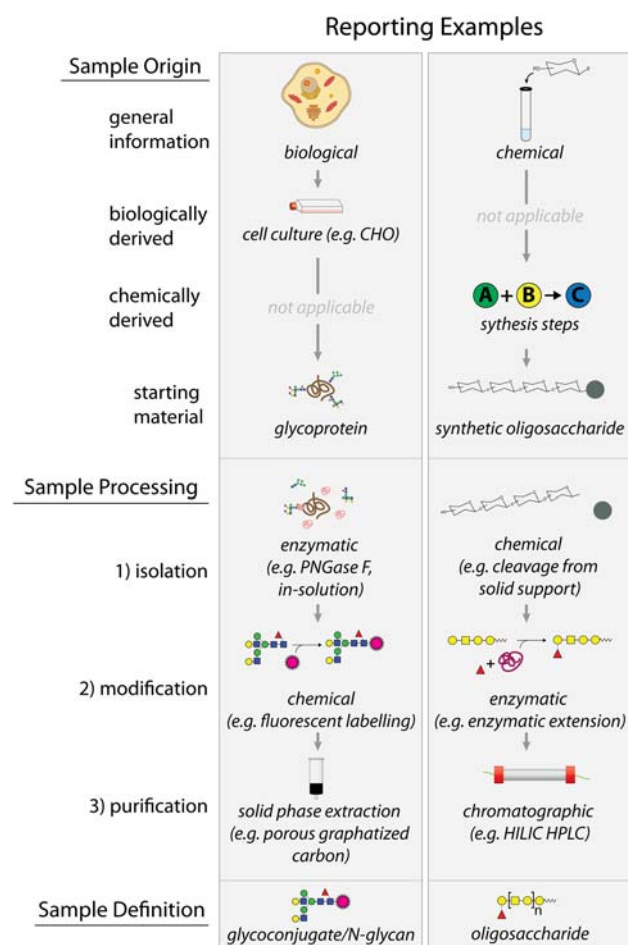 Reporting Examples
Sample Origin
general
information
biological
HO
chemical
biologically
derived
cell culture (e.g. CHO)
not applicable
chemically
derived
not applicable
A + B → C
sythesis steps
starting
material
glycoprotein
synthetic oligosaccharide
Sample Processing
1) isolation
enzymatic
(e.g. PNGase F,
in-solution)
chemical
(e.g. cleavage from
solid support)
2) modification
chemical
(e.g. fluorescent labelling)
+
enzymatic
(e.g. enzymatic extension)
3) purification
solid phase extraction
(e.g. porous graphatized
carbon)
chromatographic
(e.g. HILIC HPLC)
Sample Definition
glycoconjugate/N-glycan
n
oligosaccharide